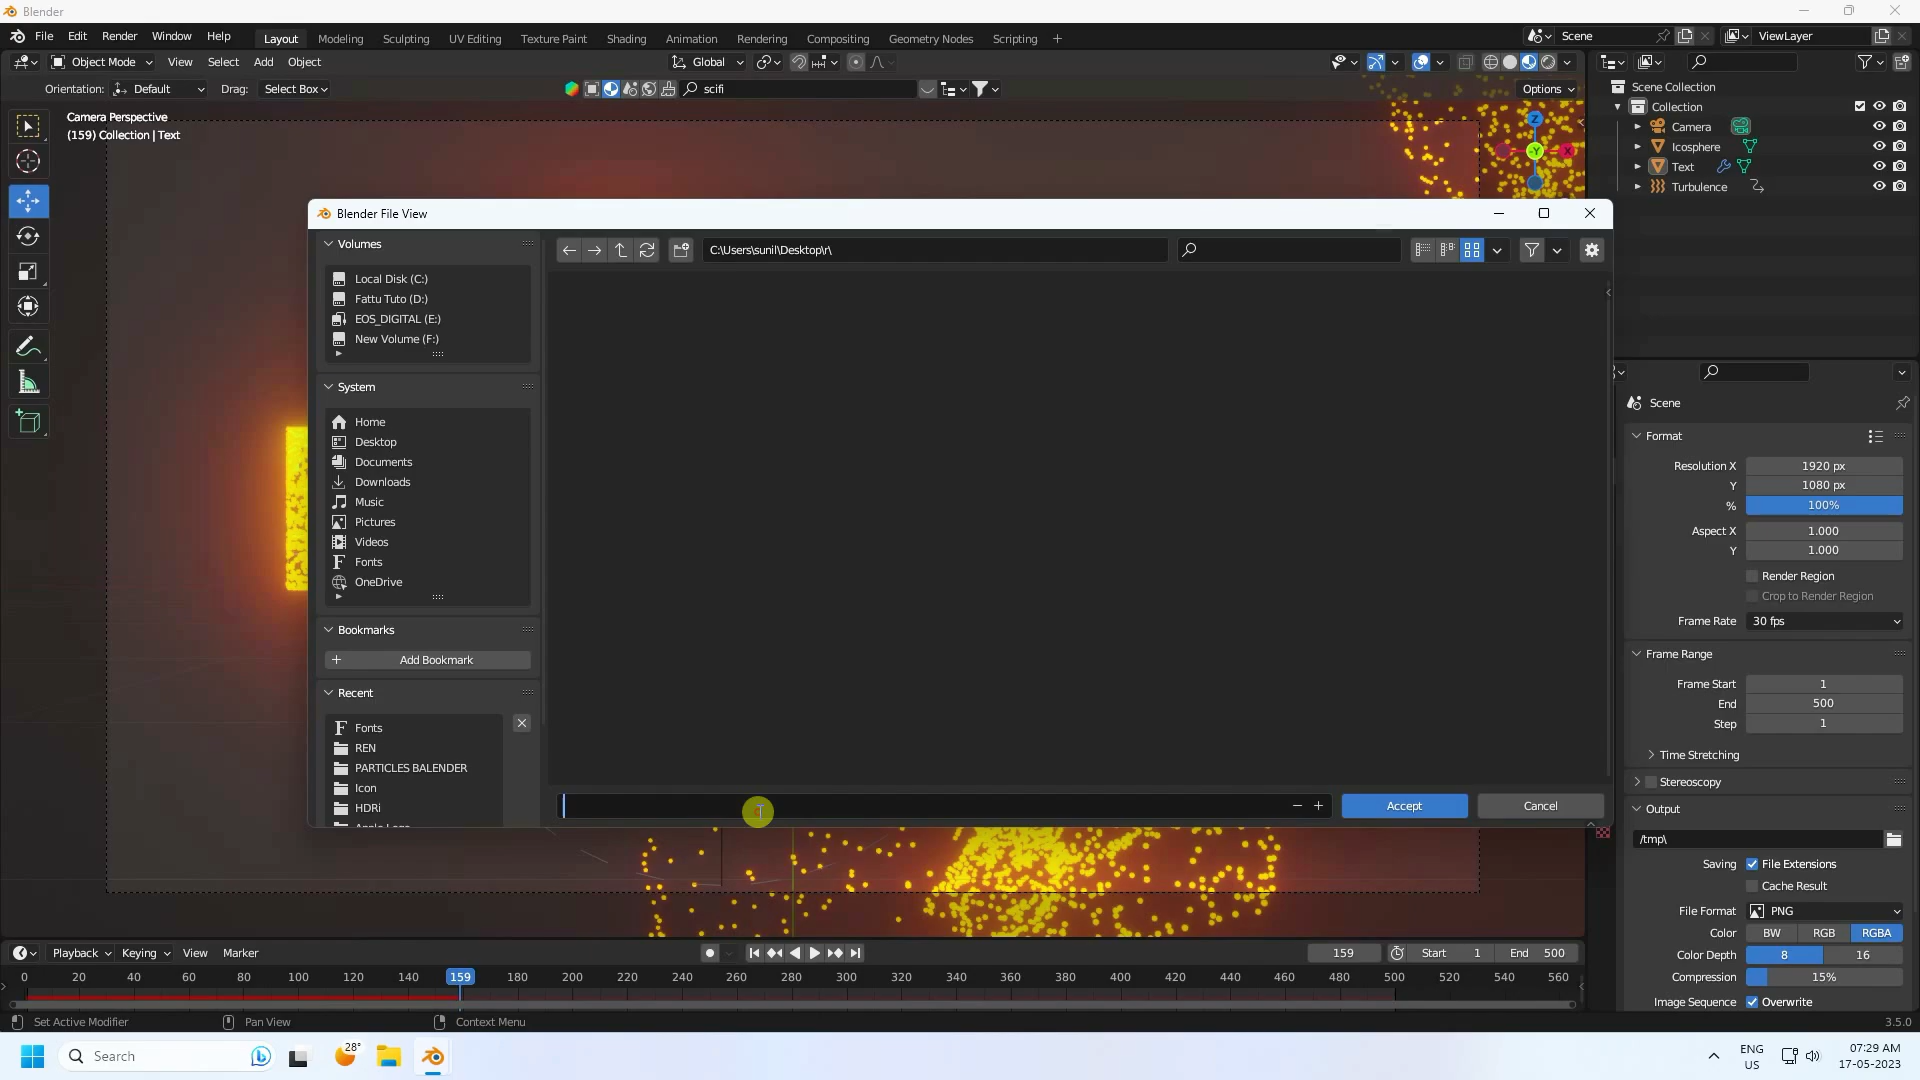 Blender
File Edit Render Window Help Layout Modeling Sculpting UV Editing Texture Paint Shading Animation Rendering Compositing Geometry Nodes Scripting + Scene ViewLayer
Object Mode View Select Add Object Global
Orientation: Default Drag: Select Box scifi Options
Camera Perspective
(159) Collection | Text
Z
-Y
X
Scene Collection
Collection
Camera
Icosphere
Text
Turbulence
Blender File View
Volumes
Local Disk (C:)
Fattu Tuto (D:)
EOS_DIGITAL (E:)
New Volume (F:)
System
Home
Desktop
Documents
Downloads
Music
Pictures
Videos
Fonts
OneDrive
Bookmarks
Add Bookmark
Recent
Fonts
REN
PARTICLES BALENDER
Icon
HDRi
C:\Users\sunil\Desktop\r\
Accept Cancel
Scene
Format
Resolution X 1920 px
Y 1080 px
% 100%
Aspect X 1.000
Y 1.000
Render Region
Crop to Render Region
Frame Rate 30 fps
Frame Range
Frame Start 1
End 500
Step 1
Time Stretching
Stereoscopy
Output
/tmp\
Saving File Extensions
Cache Result
File Format PNG
Color BW RGB RGBA
Color Depth 8 16
Compression 15%
Image Sequence Overwrite
Playback Keying View Marker 159 Start 1 End 500
0 20 40 60 80 100 120 140 159 180 200 220 240 260 280 300 320 340 360 380 400 420 440 460 480 500 520 540 560
Set Active Modifier Pan View Context Menu 3.5.0
Search 28° ENG US 07:29 AM 17-05-2023